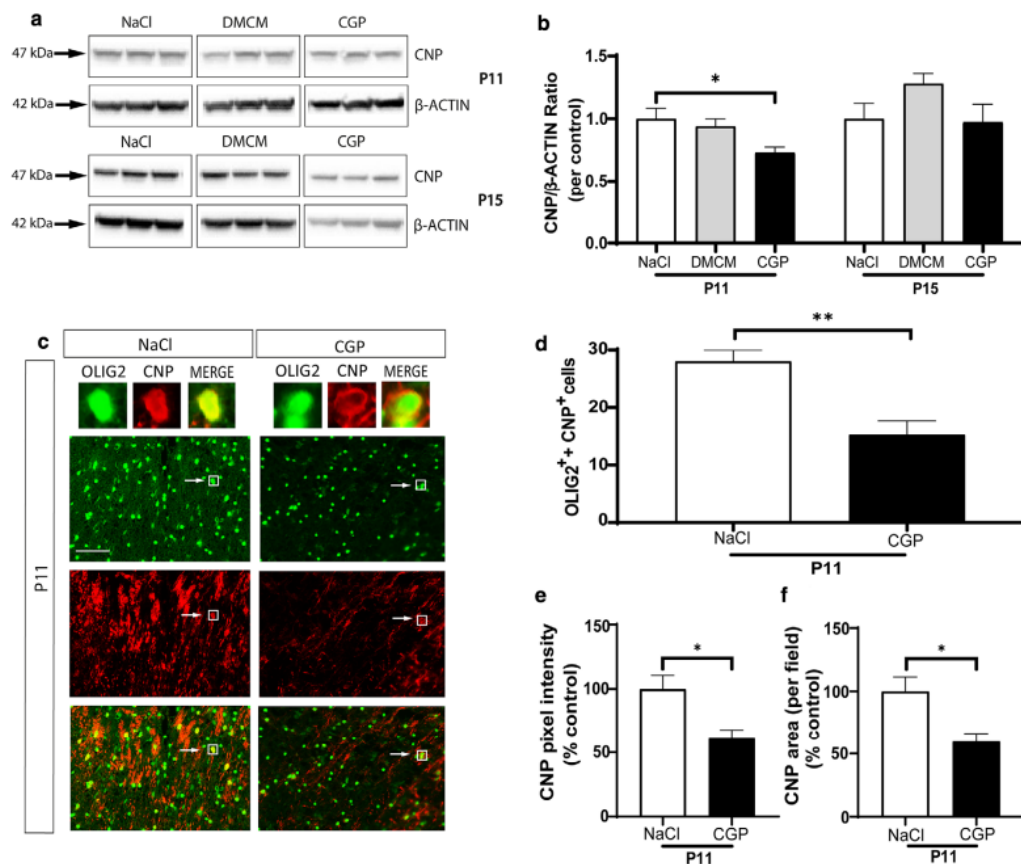 a
NaCl DMCM CGP
47 kDa CNP
P11
42 kDa β-ACTIN
NaCl DMCM CGP
47 kDa CNP
P15
42 kDa β-ACTIN
b
CNP/β-ACTIN Ratio
(per control)
1.5
1.0
0.5
0.0
*
NaCl DMCM CGP NaCl DMCM CGP
P11 P15
c
NaCl CGP
OLIG2 CNP MERGE OLIG2 CNP MERGE
P11
d
OLIG2⁺+ CNP⁺cells
30
20
10
0
**
NaCl CGP
P11
e
CNP pixel intensity
(% control)
150
100
50
0
*
NaCl CGP
P11
f
CNP area (per field)
(% control)
150
100
50
0
*
NaCl CGP
P11